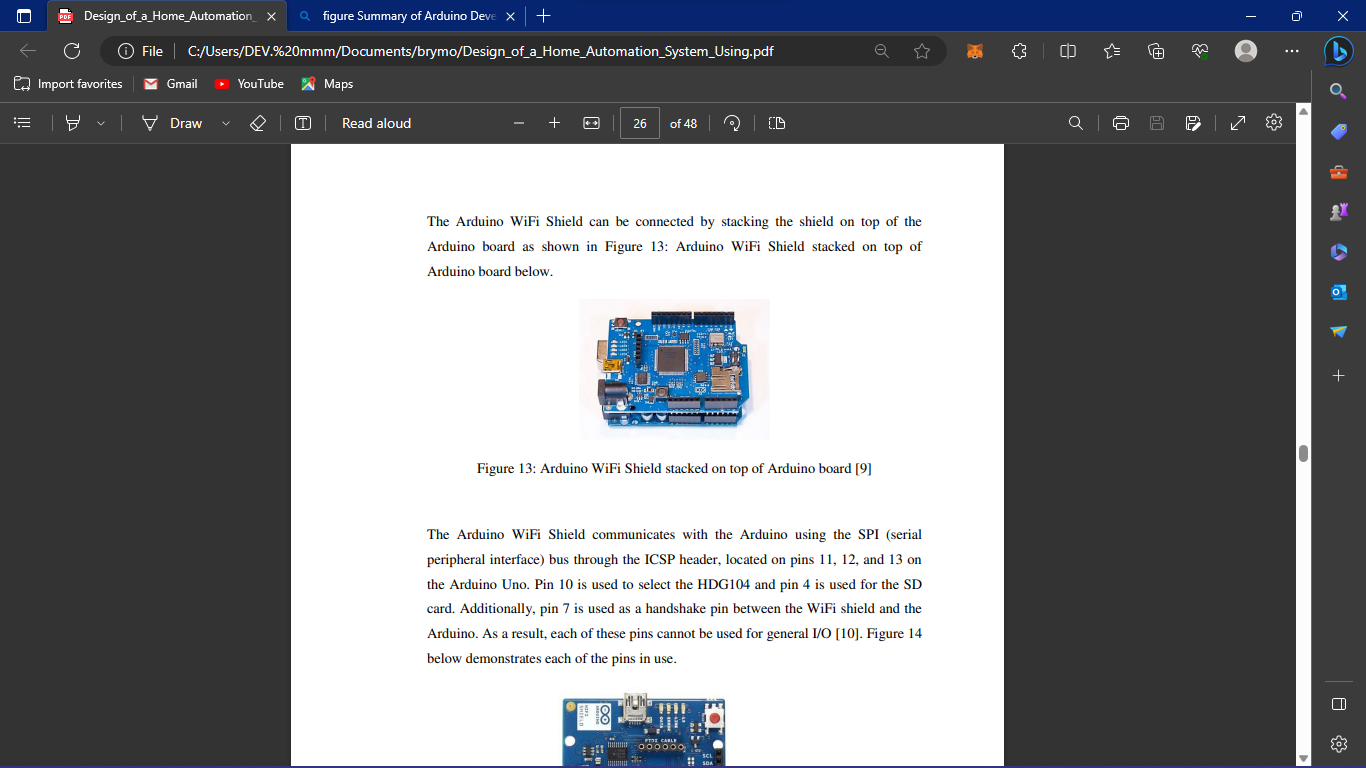 Design_of_a_Home_Automation_
figure Summary of Arduino Deve
File
C:/Users/DEV.%20mmm/Documents/brymo/Design_of_a_Home_Automation_System_Using.pdf
Import favorites
Gmail
YouTube
Maps
Draw
Read aloud
26
of 48
The Arduino WiFi Shield can be connected by stacking the shield on top of the
Arduino board as shown in Figure 13: Arduino WiFi Shield stacked on top of
Arduino board below.
Figure 13: Arduino WiFi Shield stacked on top of Arduino board [9]
The Arduino WiFi Shield communicates with the Arduino using the SPI (serial
peripheral interface) bus through the ICSP header, located on pins 11, 12, and 13 on
the Arduino Uno. Pin 10 is used to select the HDG104 and pin 4 is used for the SD
card. Additionally, pin 7 is used as a handshake pin between the WiFi shield and the
Arduino. As a result, each of these pins cannot be used for general I/O [10]. Figure 14
below demonstrates each of the pins in use.
FTDI CABLE
SCL
SDA